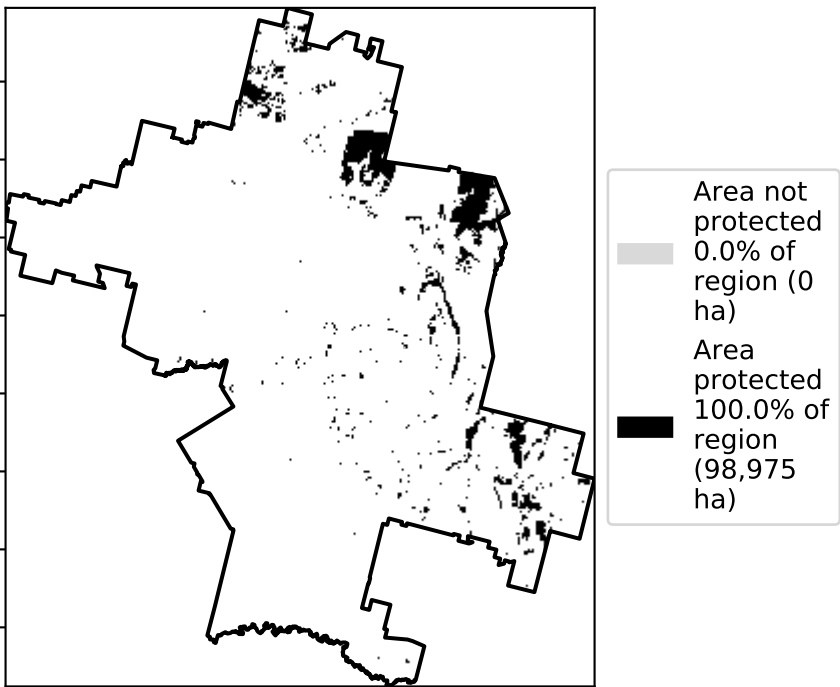 Area not
protected
0.0% of
region (0
ha)
Area
protected
100.0% of
region
(98,975
ha)